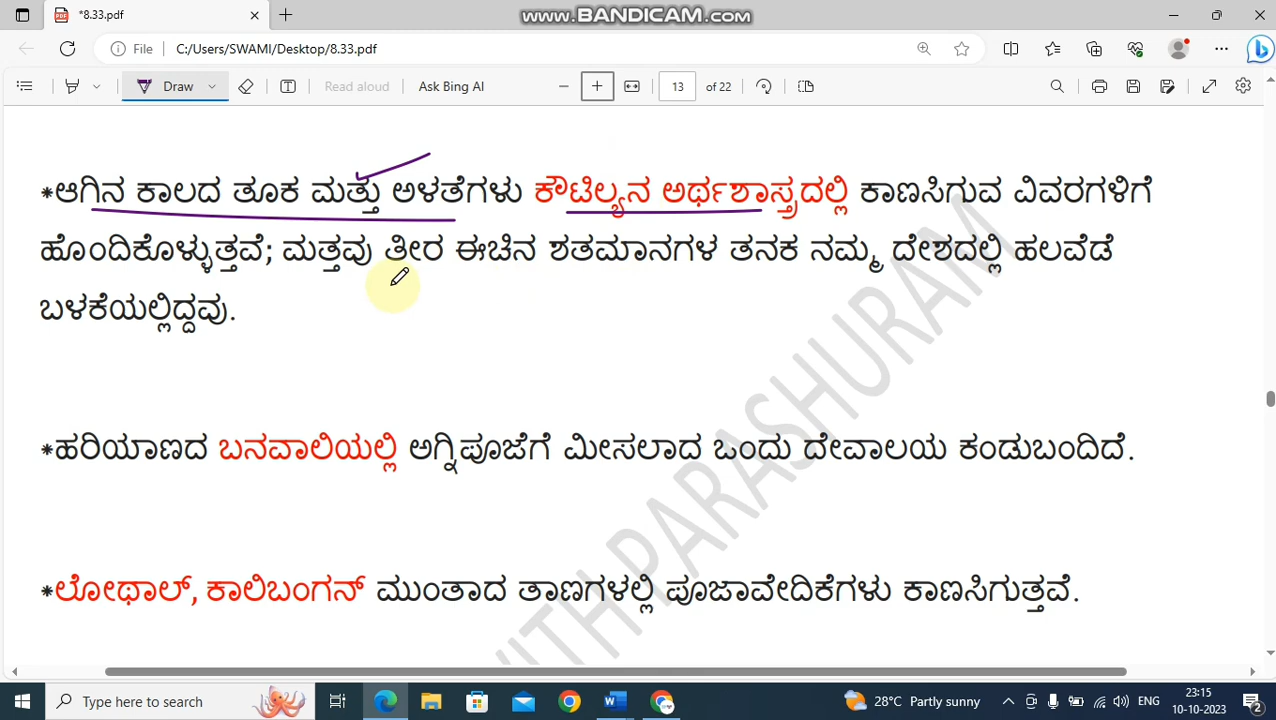 *8.33.pdf
www.BANDICAM.com
File C:/Users/SWAMI/Desktop/8.33.pdf
Draw Read aloud Ask Bing AI 13 of 22
*ಆಗಿನ ಕಾಲದ ತೂಕ ಮತ್ತು ಅಳತೆಗಳು ಕೌಟಿಲ್ಯನ ಅರ್ಥಶಾಸ್ತ್ರದಲ್ಲಿ ಕಾಣಸಿಗುವ ವಿವರಗಳಿಗೆ
ಹೊಂದಿಕೊಳ್ಳುತ್ತವೆ; ಮತ್ತವು ತೀರ ಈಚಿನ ಶತಮಾನಗಳ ತನಕ ನಮ್ಮ ದೇಶದಲ್ಲಿ ಹಲವೆಡೆ
ಬಳಕೆಯಲ್ಲಿದ್ದವು.
*ಹರಿಯಾಣದ ಬನವಾಲಿಯಲ್ಲಿ ಅಗ್ನಿಪೂಜೆಗೆ ಮೀಸಲಾದ ಒಂದು ದೇವಾಲಯ ಕಂಡುಬಂದಿದೆ.
*ಲೋಥಾಲ್, ಕಾಲಿಬಂಗನ್ ಮುಂತಾದ ತಾಣಗಳಲ್ಲಿ ಪೂಜಾವೇದಿಕೆಗಳು ಕಾಣಸಿಗುತ್ತವೆ.
ITH PARASHURAM
Type here to search 28°C Partly sunny ENG 23:15
10-10-2023 2